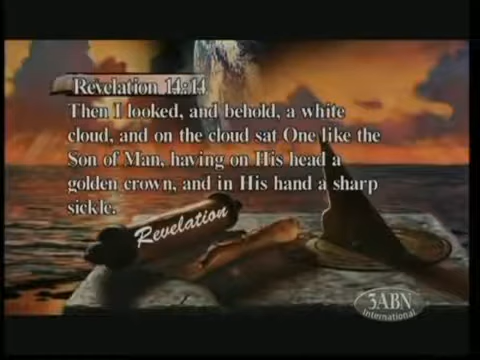 Revelation 14:14
Then I looked, and behold, a white
cloud, and on the cloud sat One like the
Son of Man, having on His head a
golden crown, and in His hand a sharp
sickle.
Revelation
3ABN
International